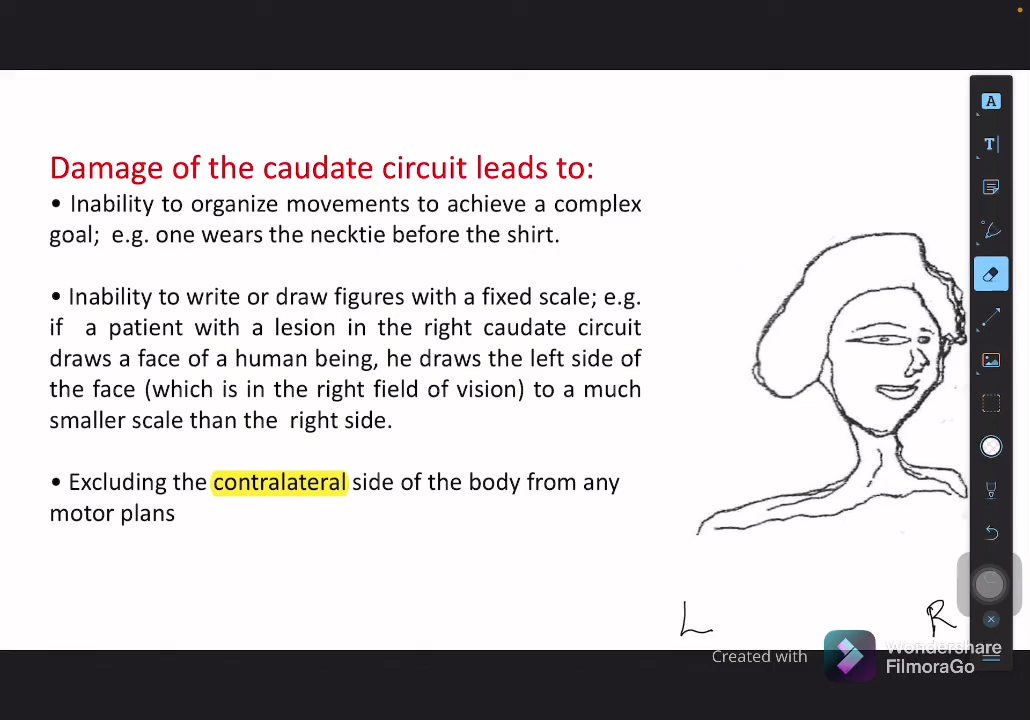 Damage of the caudate circuit leads to:
• Inability to organize movements to achieve a complex
goal; e.g. one wears the necktie before the shirt.
• Inability to write or draw figures with a fixed scale; e.g.
if a patient with a lesion in the right caudate circuit
draws a face of a human being, he draws the left side of
the face (which is in the right field of vision) to a much
smaller scale than the right side.
• Excluding the contralateral side of the body from any
motor plans
L R
Created with Wondershare
FilmoraGo
A
T